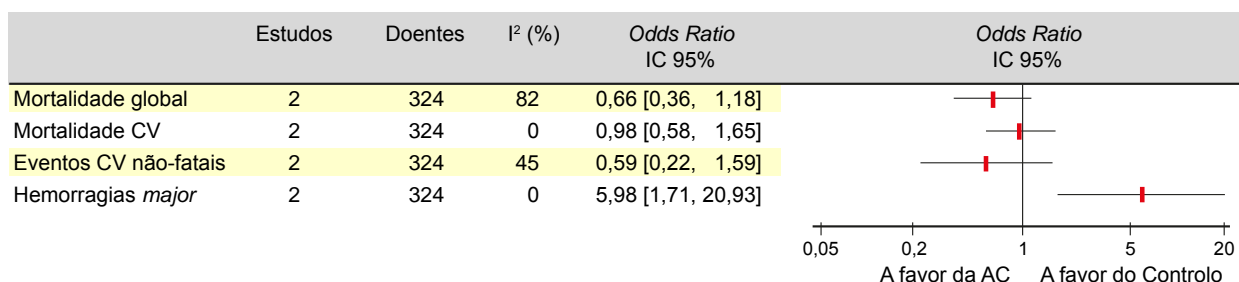 Estudos Doentes I² (%) Odds Ratio Odds Ratio
IC 95% IC 95%
Mortalidade global 2 324 82 0,66 [0,36, 1,18]
Mortalidade CV 2 324 0 0,98 [0,58, 1,65]
Eventos CV não-fatais 2 324 45 0,59 [0,22, 1,59]
Hemorragias major 2 324 0 5,98 [1,71, 20,93]
0,05 0,2 1 5 20
A favor da AC A favor do Controlo